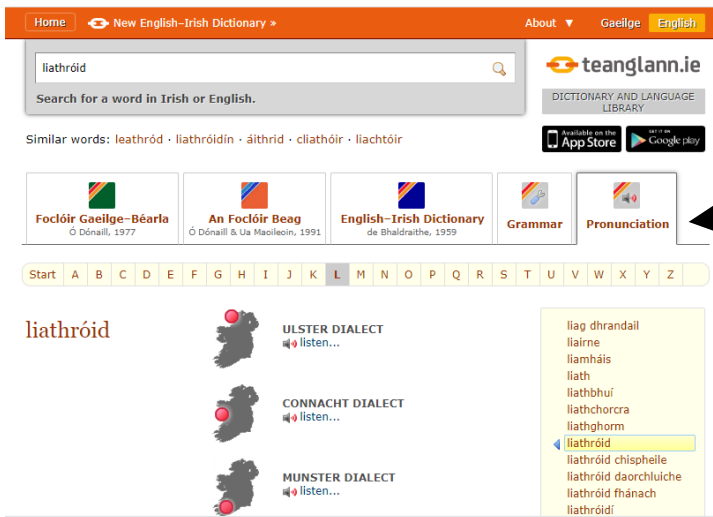 Home New English–Irish Dictionary » About ▼ Gaeilge English
liathróid
Search for a word in Irish or English.
teanglann.ie
DICTIONARY AND LANGUAGE
LIBRARY
Similar words: leathród · liathróidín · áithrid · cliathóir · liachtóir
Available on the
App Store
GET IT ON
Google play
Foclóir Gaeilge–Béarla
Ó Dónaill, 1977
An Foclóir Beag
Ó Dónaill & Ua Maoileoin, 1991
English–Irish Dictionary
de Bhaldraithe, 1959
Grammar
Pronunciation
Start A B C D E F G H I J K L M N O P Q R S T U V W X Y Z
liathróid
ULSTER DIALECT
listen...
CONNACHT DIALECT
listen...
MUNSTER DIALECT
listen...
liag dhrandail
liairne
liamháis
liath
liathbhuí
liathchorcra
liathghorm
liathróid
liathróid chispheile
liathróid daorchluiche
liathróid fhánach
liathróidí